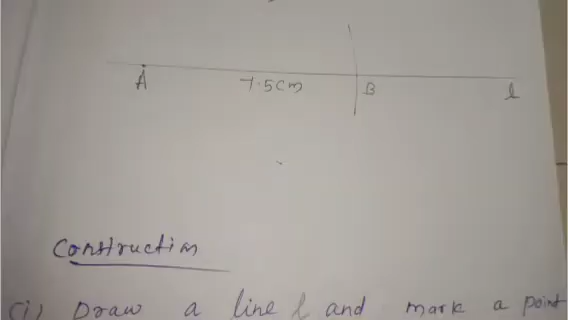 A 7.5cm B l
Construction
(i) Draw a line l and mark a point